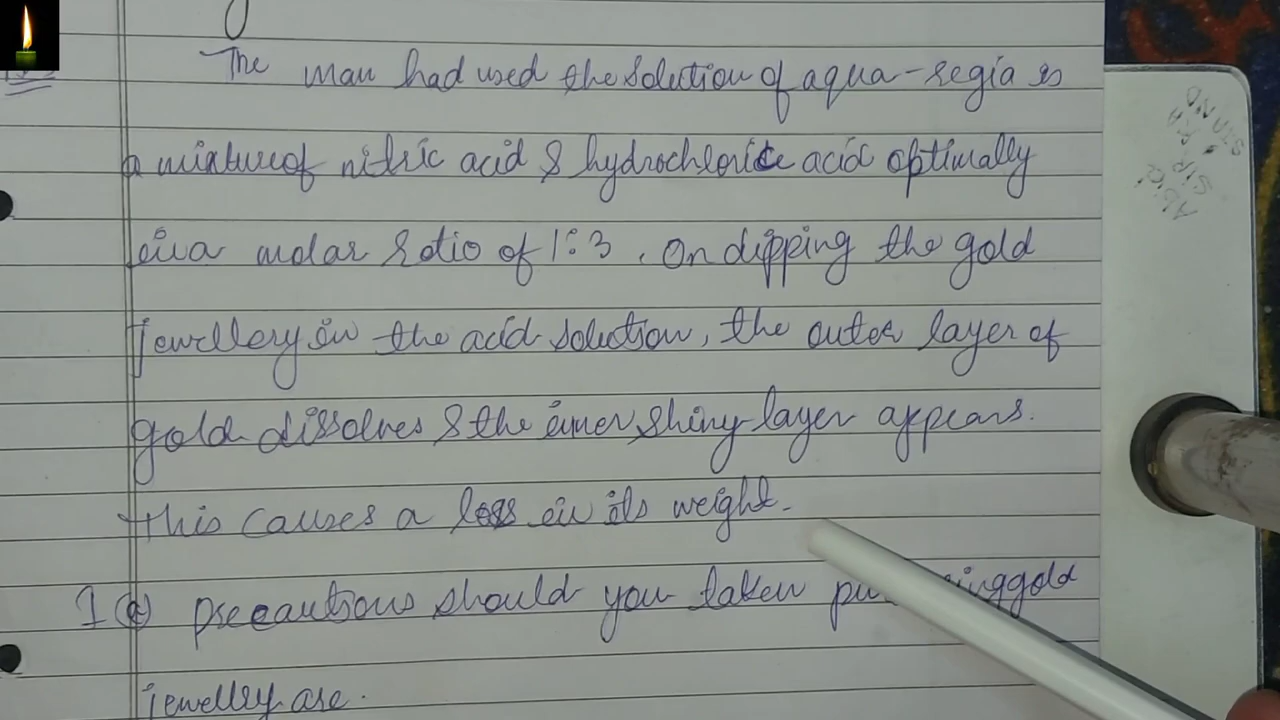 The man had used the solution of aqua-regia is
a mixture of nitric acid & hydrochloric acid optimally
in a molar ratio of 1:3. On dipping the gold
jewellery in the acid solution, the outer layer of
gold dissolves & the inner shiny layer appears.
This causes a loss in its weight.
1 precautions should you taken gold
jewelly are.